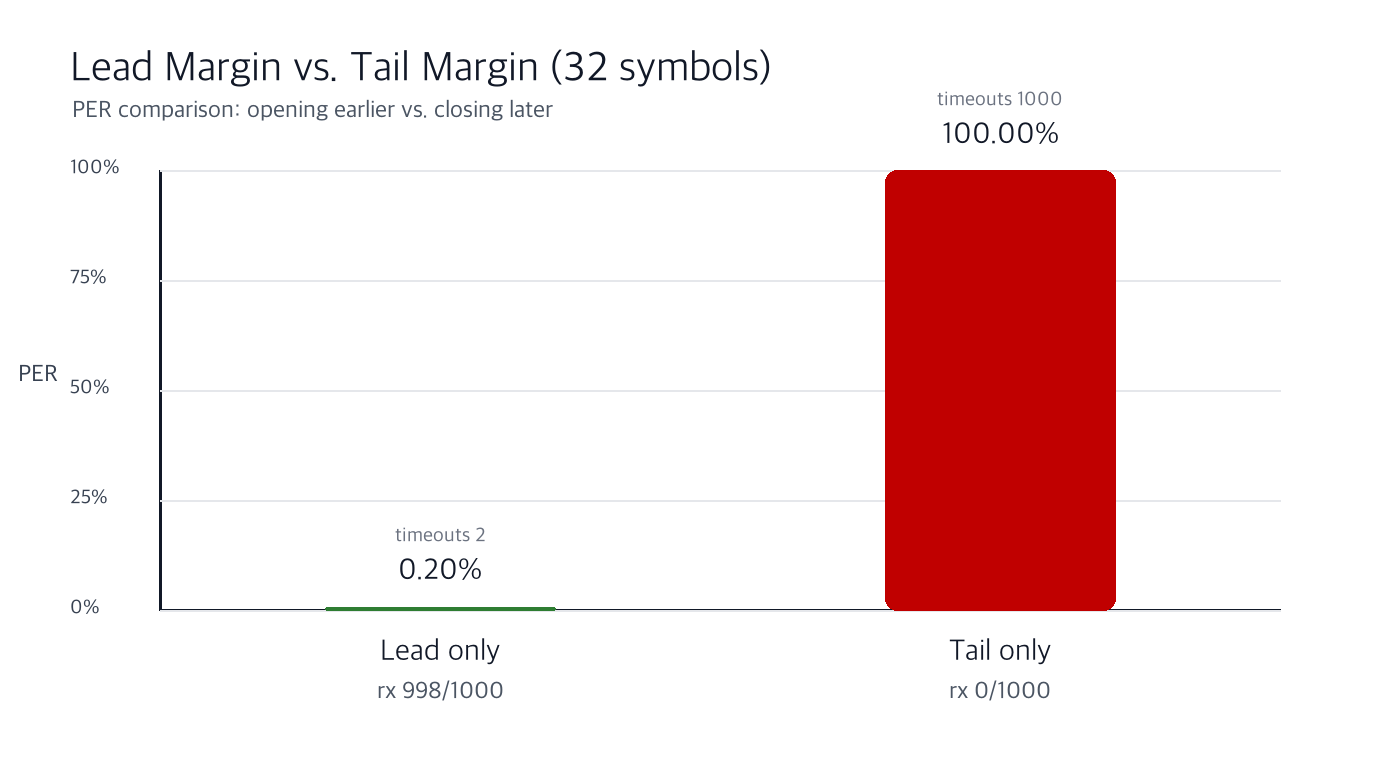 Lead Margin vs. Tail Margin (32 symbols)
PER comparison: opening earlier vs. closing later
timeouts 1000
100.00%
100%
75%
PER
50%
25%
timeouts 2
0.20%
0%
Lead only
Tail only
rx 998/1000
rx 0/1000